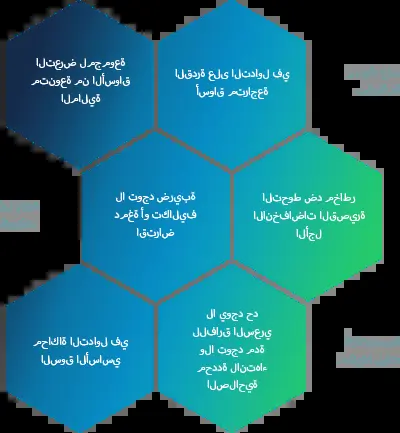 القدرة على التداول في
أسواق متراجعة
التعرض لمجموعة
متنوعة من الأسواق
المالية
التحوط ضد مخاطر
الانخفاضات القصيرة
الأجل
لا توجد ضريبة
دمغة أو تكاليف
اقتراض
لا يوجد حد
للفارق السعري
ولا توجد مدة
محددة لانتهاء
الصلاحية
محاكاة التداول في
السوق الأساسي